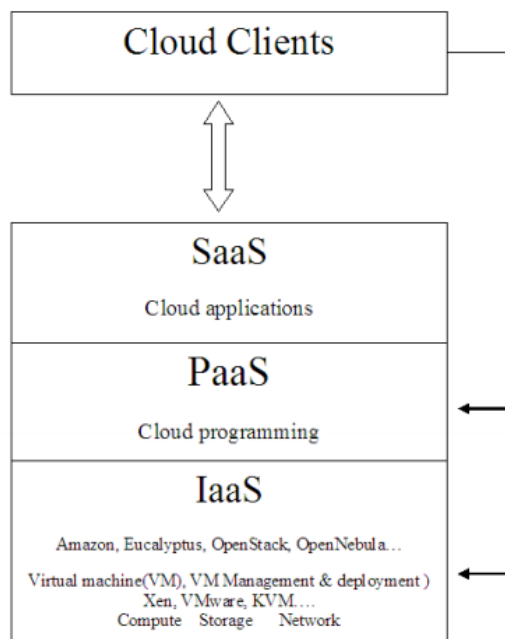 Cloud Clients
SaaS
Cloud applications
PaaS
Cloud programming
IaaS
Amazon, Eucalyptus, OpenStack, OpenNebula…
Virtual machine(VM), VM Management & deployment )
Xen, VMware, KVM….
Compute Storage Network